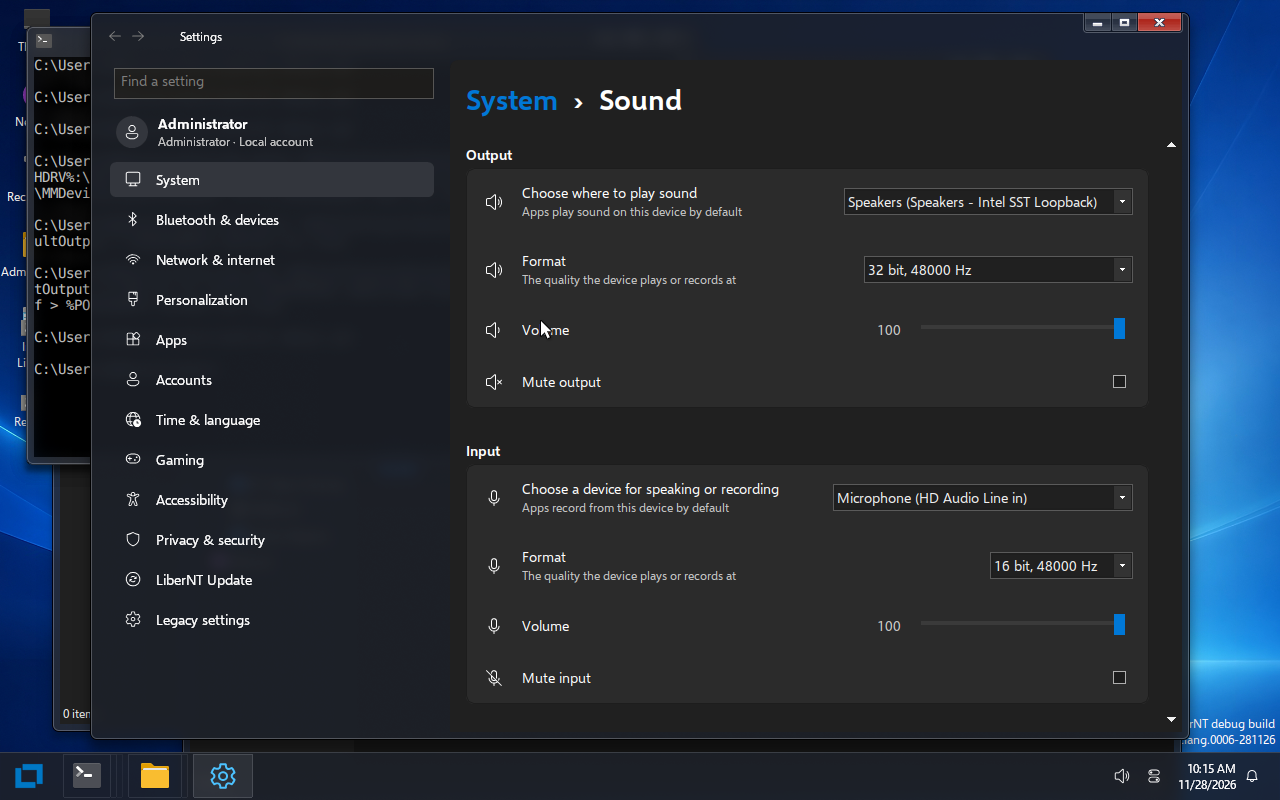 Settings
C:\User
C:\User
C:\User
C:\User
HDRV%:\
\MMDevi
C:\User
ultOutp
C:\User
tOutput
f > %PO
C:\User
C:\User
0 iten
Find a setting
Administrator
Administrator · Local account
System
Bluetooth & devices
Network & internet
Personalization
Apps
Accounts
Time & language
Gaming
Accessibility
Privacy & security
LiberNT Update
Legacy settings
System › Sound
Output
Choose where to play sound
Apps play sound on this device by default
Speakers (Speakers - Intel SST Loopback)
Format
The quality the device plays or records at
32 bit, 48000 Hz
Volume
100
Mute output
Input
Choose a device for speaking or recording
Apps record from this device by default
Microphone (HD Audio Line in)
Format
The quality the device plays or records at
16 bit, 48000 Hz
Volume
100
Mute input
rNT debug build
lang.0006-281126
10:15 AM
11/28/2026